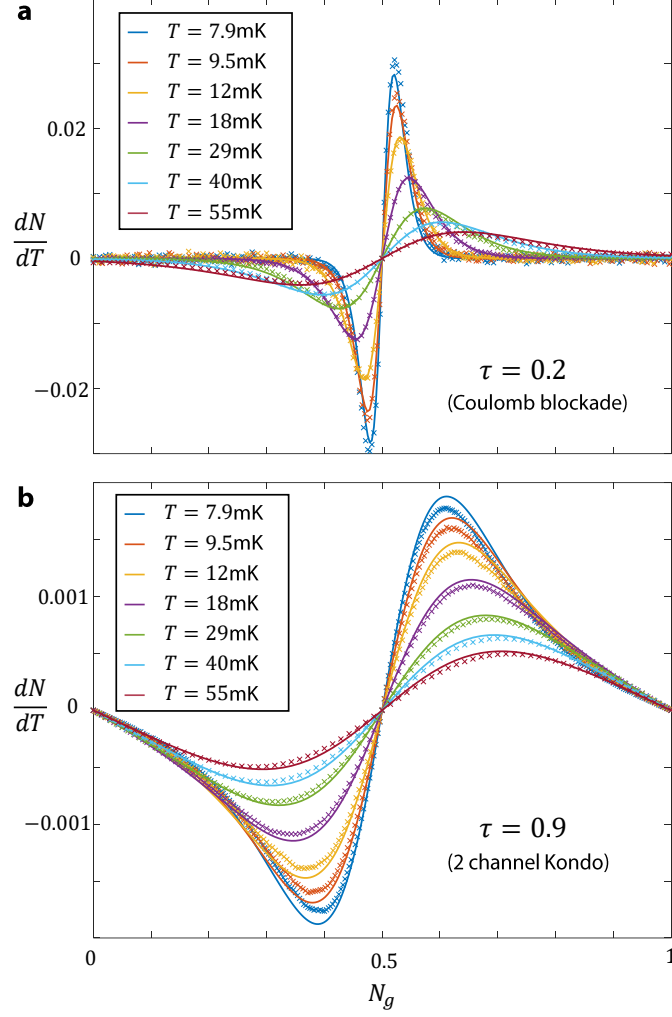 a
T = 7.9mK
T = 9.5mK
T = 12mK
T = 18mK
T = 29mK
T = 40mK
T = 55mK
0.02
dN
dT
0
−0.02
τ = 0.2
(Coulomb blockade)
b
T = 7.9mK
T = 9.5mK
T = 12mK
T = 18mK
T = 29mK
T = 40mK
T = 55mK
0.001
dN
dT
0
−0.001
τ = 0.9
(2 channel Kondo)
0
0.5
1
N_g